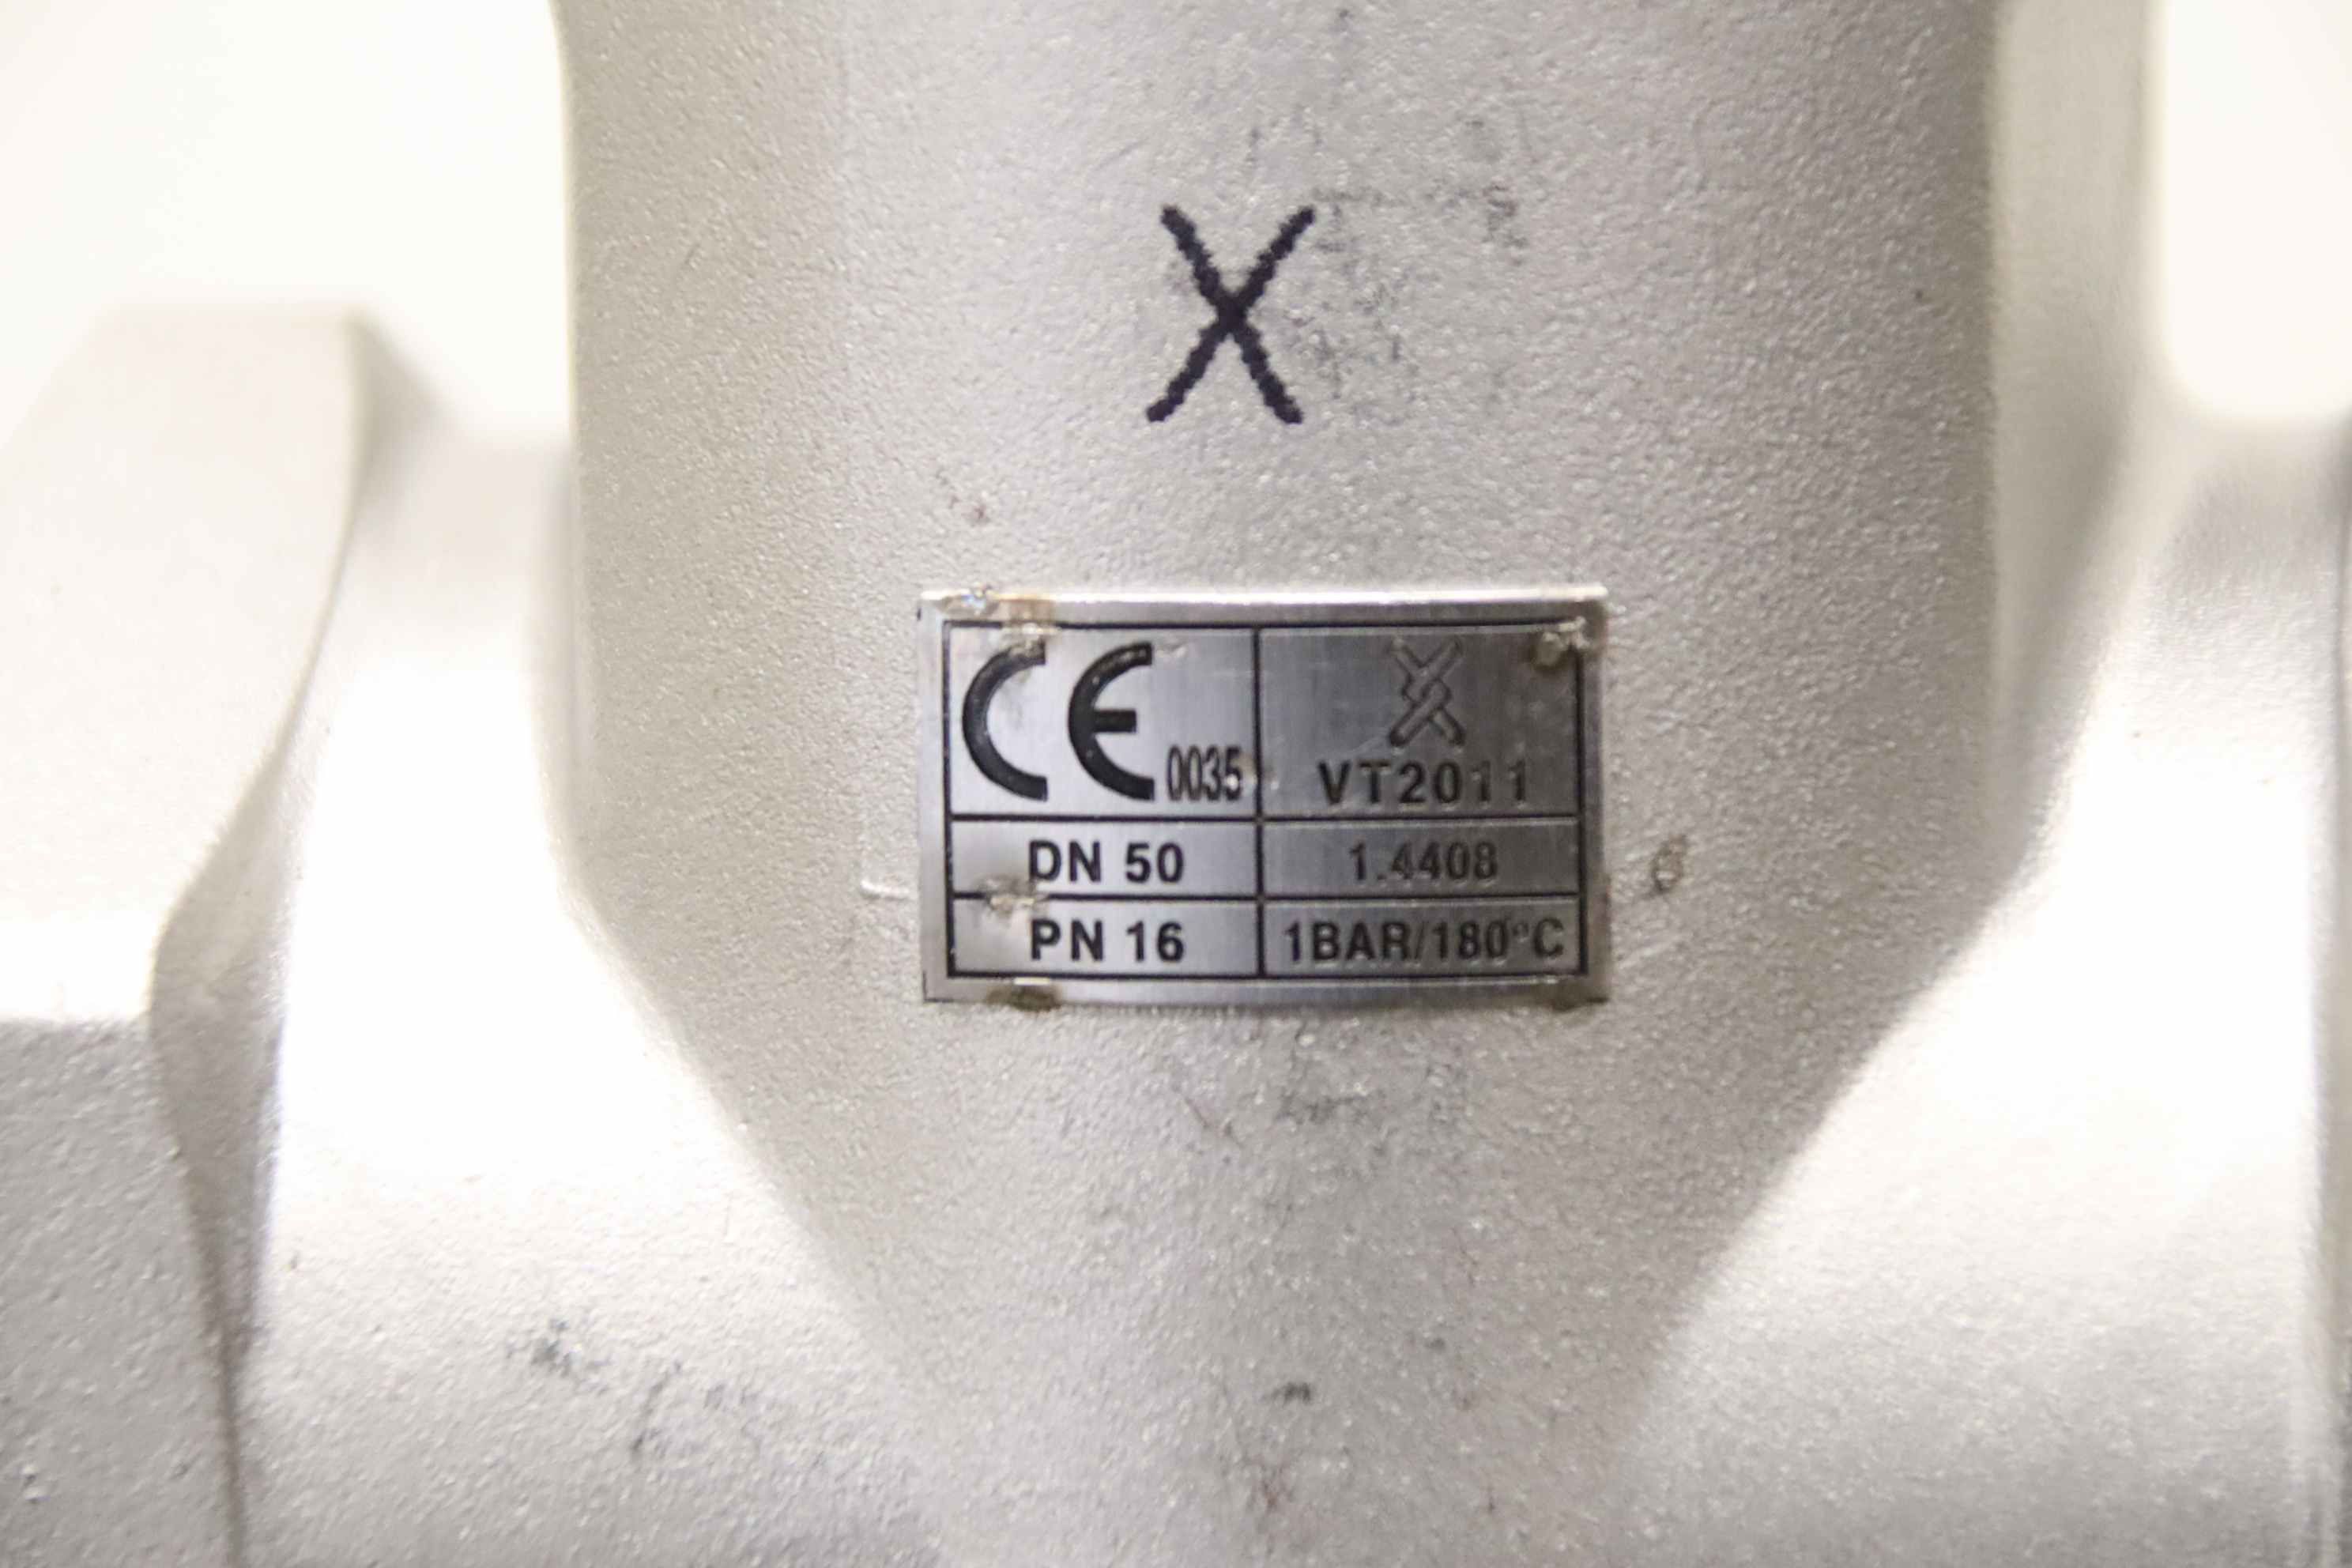 X
CE 0035
VT2011
DN 50
1.4408
PN 16
1BAR/180°C